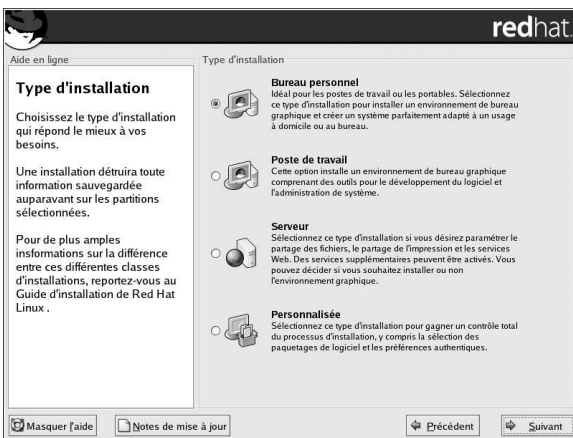 redhat.
Aide en ligne
Type d'installation
Choisissez le type d'installation
qui répond le mieux à vos
besoins.
Une installation détruira toute
information sauvegardée
auparavant sur les partitions
sélectionnées.
Pour de plus amples
insformations sur la différence
entre ces différentes classes
d'installations, reportez-vous au
Guide d'installation de Red Hat
Linux .
Type d'installation
Bureau personnel
Idéal pour les postes de travail ou les portables. Sélectionnez
ce type d'installation pour installer un environnement de bureau
graphique et créer un système parfaitement adapté à un usage
à domicile ou au bureau.
Poste de travail
Cette option installe un environnement de bureau graphique
comprenant des outils pour le développement du logiciel et
l'administration de système.
Serveur
Sélectionnez ce type d'installation si vous désirez paramétrer le
partage des fichiers, le partage de l'impression et les services
Web. Des services supplémentaires peuvent être activés. Vous
pouvez décider si vous souhaitez installer ou non
l'environnement graphique.
Personnalisée
Sélectionnez ce type d'installation pour gagner un contrôle total
du processus d'installation, y compris la sélection des
paquetages de logiciel et les préférences authentiques.
Masquer l'aide
Notes de mise à jour
Précédent
Suivant